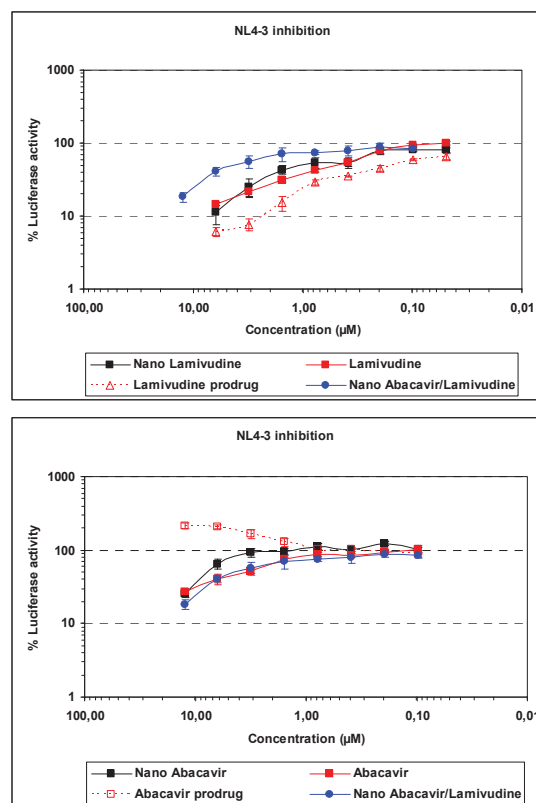 NL4-3 inhibition
1000
100
10
1
% Luciferase activity
100,00 10,00 1,00 0,10 0,01
Concentration (µM)
Nano Lamivudine Lamivudine
Lamivudine prodrug Nano Abacavir/Lamivudine
NL4-3 inhibition
1000
100
10
1
% Luciferase activity
100,00 10,00 1,00 0,10 0,01
Concentration (µM)
Nano Abacavir Abacavir
Abacavir prodrug Nano Abacavir/Lamivudine